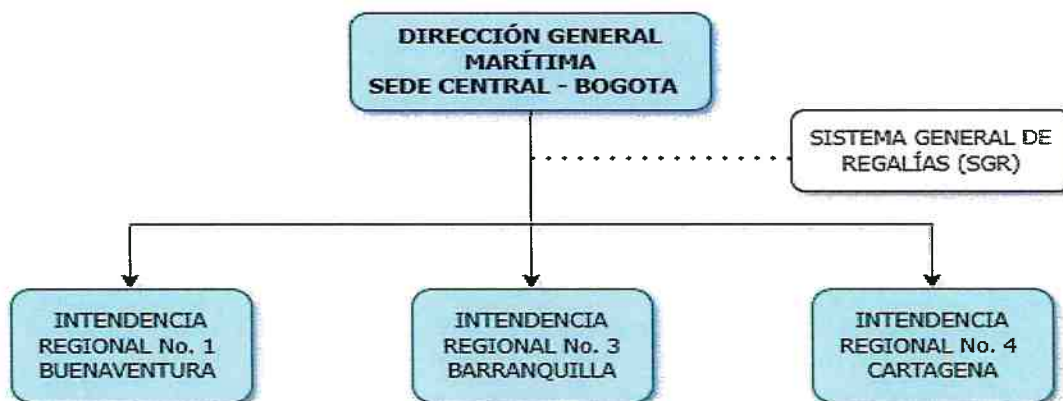 DIRECCIÓN GENERAL
MARÍTIMA
SEDE CENTRAL - BOGOTA
SISTEMA GENERAL DE
REGALÍAS (SGR)
INTENDENCIA
REGIONAL No. 1
BUENAVENTURA
INTENDENCIA
REGIONAL No. 3
BARRANQUILLA
INTENDENCIA
REGIONAL No. 4
CARTAGENA